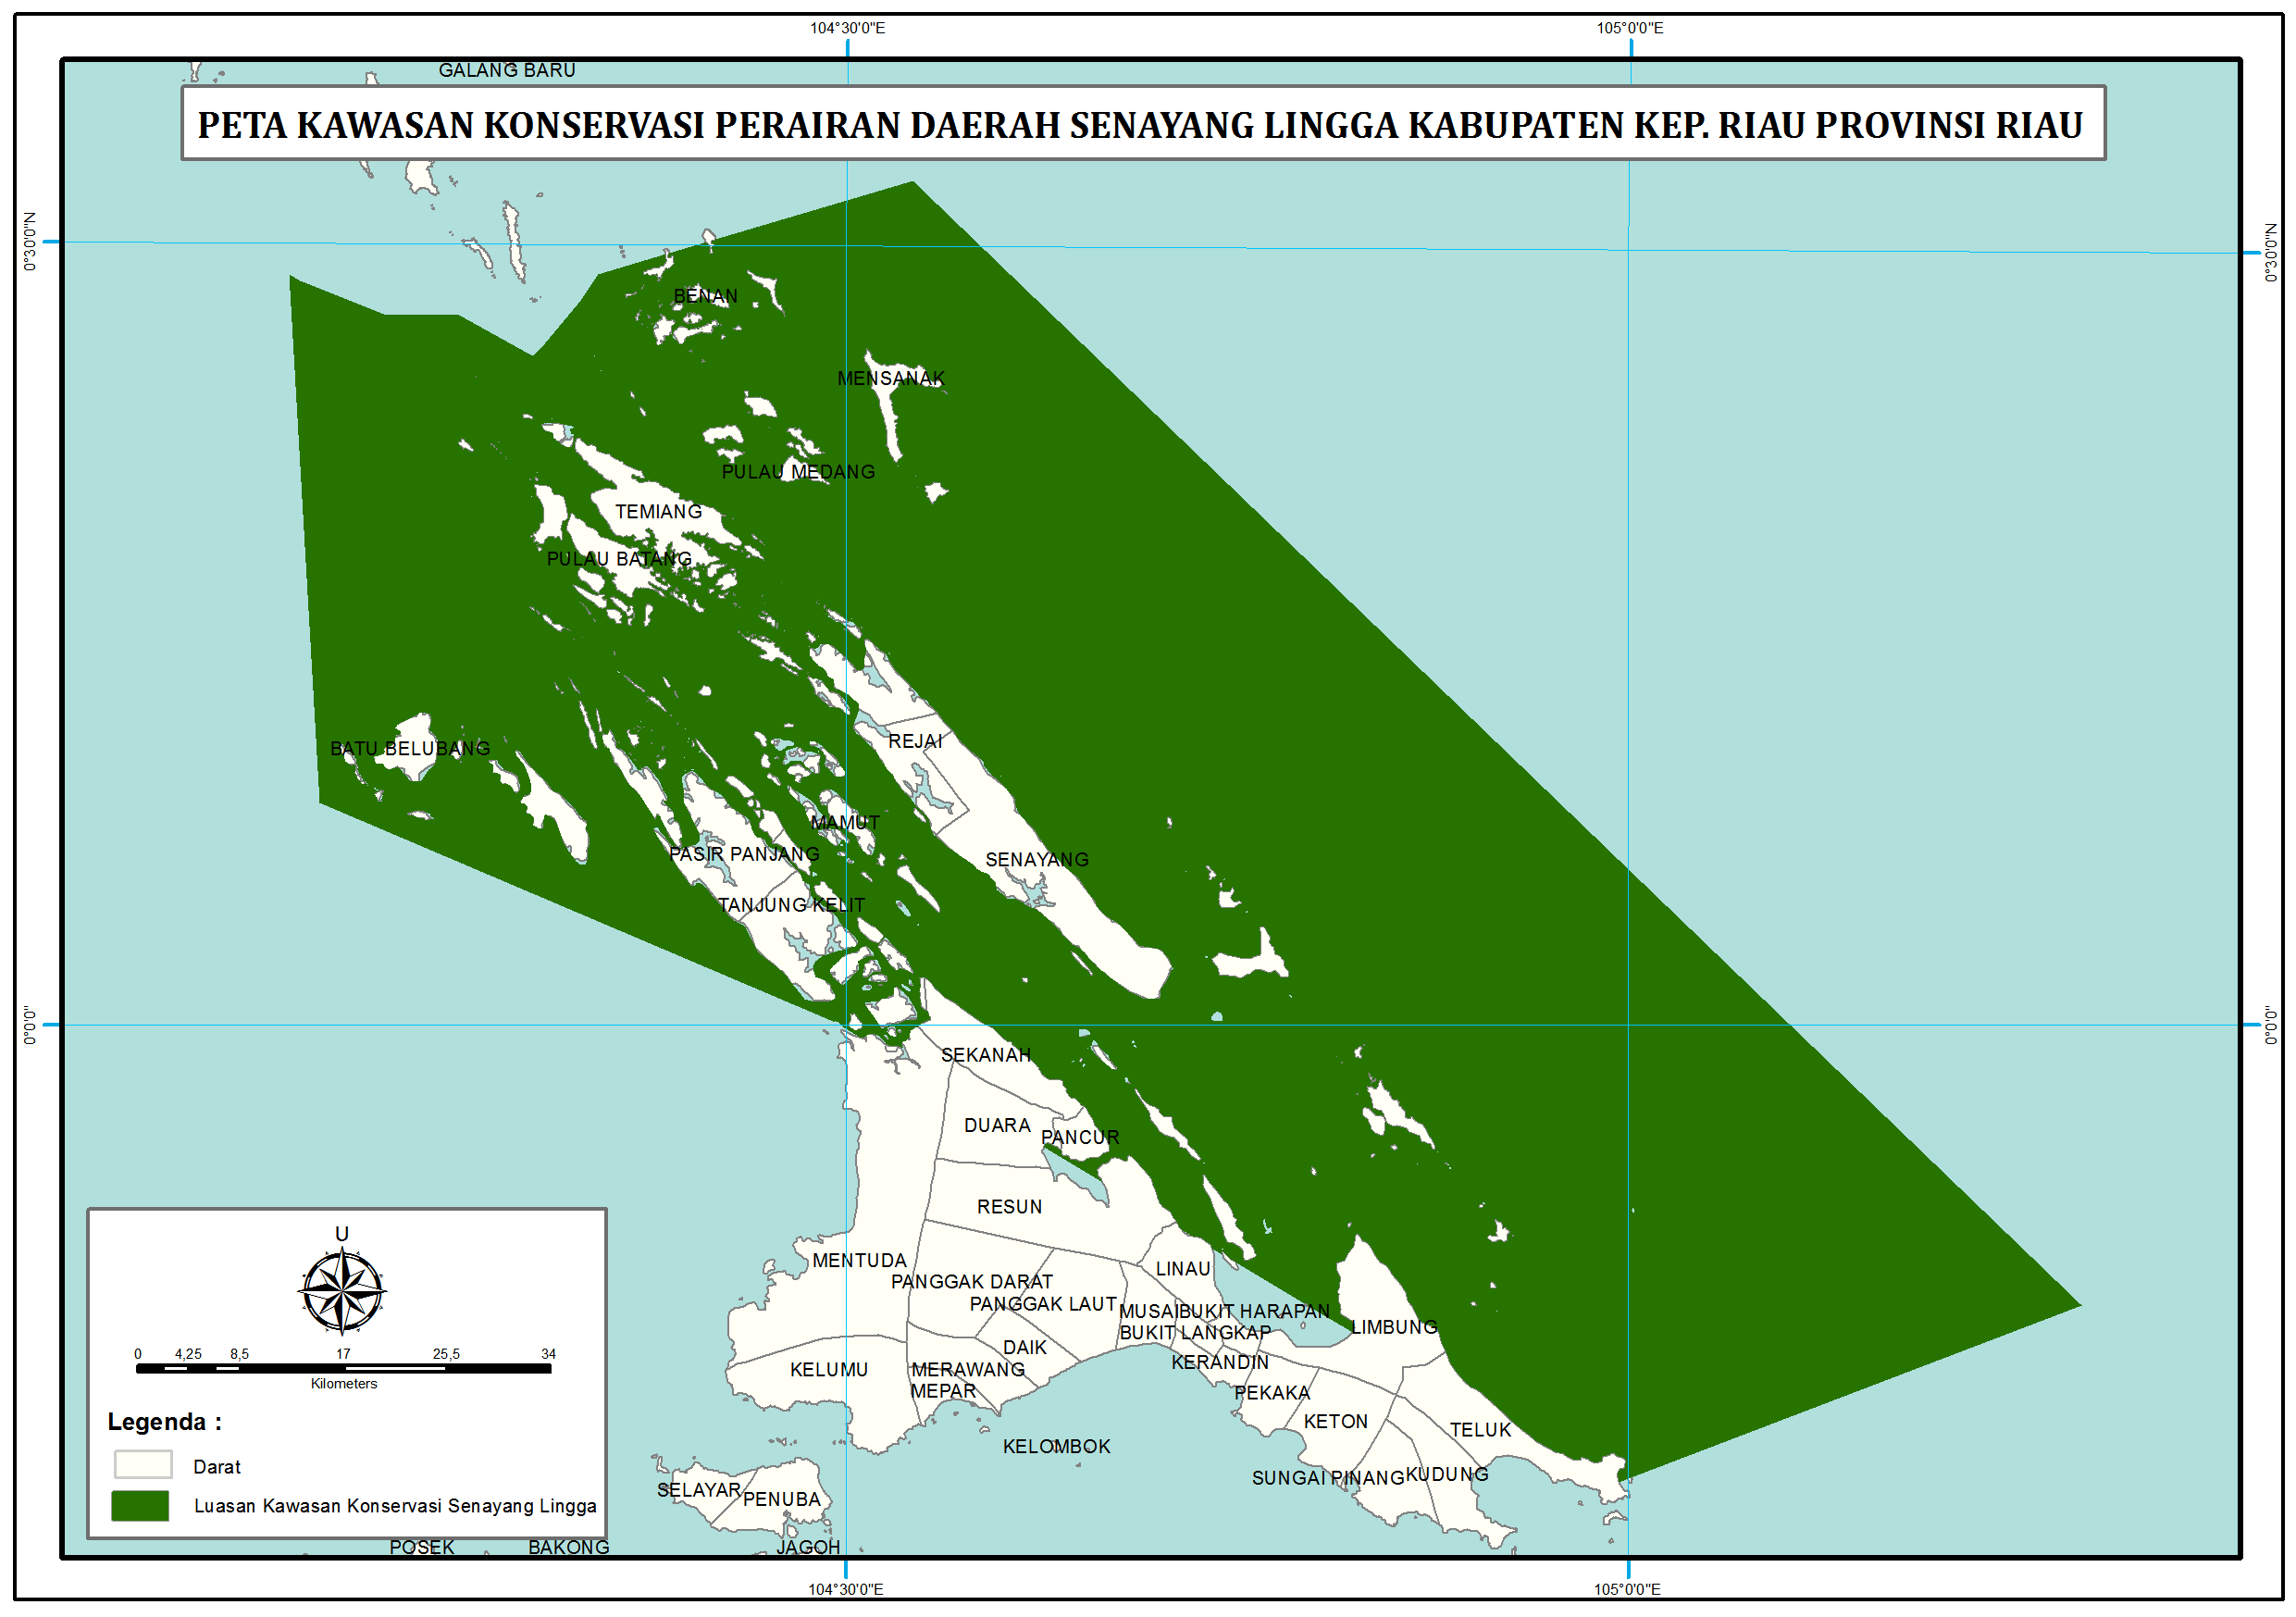 104°30'0"E
105°0'0"E
GALANG BARU
PETA KAWASAN KONSERVASI PERAIRAN DAERAH SENAYANG LINGGA KABUPATEN KEP. RIAU PROVINSI RIAU
0°30'0"N
0°30'0"N
BENAN
MENSANAK
PULAU MEDANG
TEMIANG
PULAU BATANG
REJAI
BATU BELUBANG
MAMUT
PASIR PANJANG
SENAYANG
TANJUNG KELIT
0°0'0"
0°0'0"
SEKANAH
DUARA
PANCUR
RESUN
MENTUDA
LINAU
PANGGAK DARAT
PANGGAK LAUT
MUSAI
BUKIT HARAPAN
BUKIT LANGKAP
LIMBUNG
DAIK
KERANDIN
KELUMU
MERAWANG
MEPAR
PEKAKA
KETON
TELUK
KELOMBOK
SUNGAI PINANG
KUDUNG
SELAYAR
PENUBA
U
0 4,25 8,5 17 25,5 34
Kilometers
Legenda :
Darat
Luasan Kawasan Konservasi Senayang Lingga
POSEK
BAKONG
JAGOH
104°30'0"E
105°0'0"E